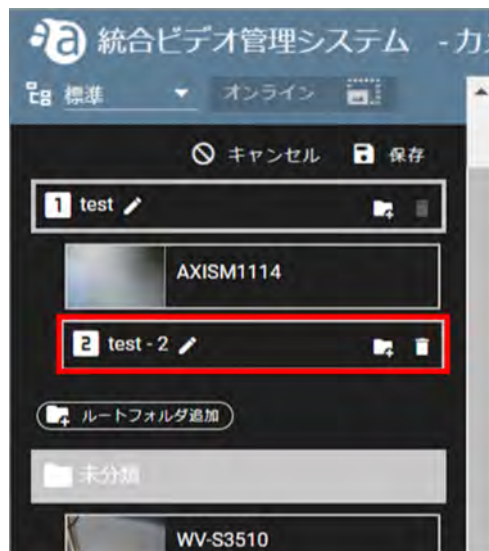 統合ビデオ管理システム - カ
標準 オンライン
キャンセル 保存
1 test
AXISM1114
2 test - 2
ルートフォルダ追加
未分類
WV-S3510